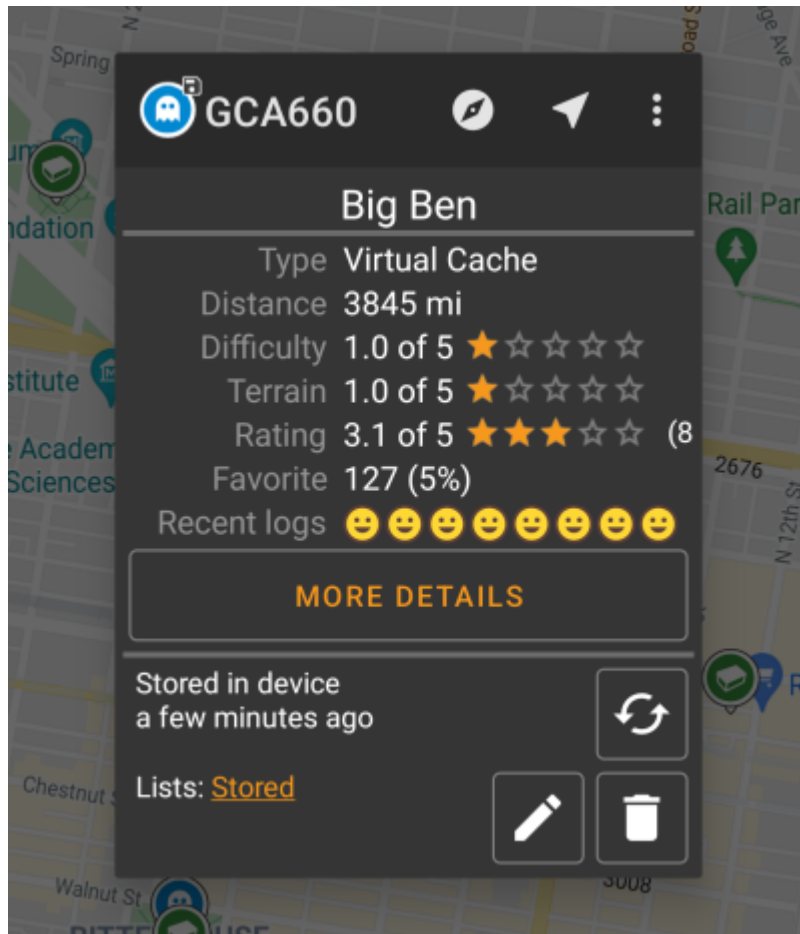 Spring
GCA660
Big Ben
Rail Par
ndation
Type Virtual Cache
Distance 3845 mi
Difficulty 1.0 of 5
stitute
Terrain 1.0 of 5
Rating 3.1 of 5 (8
Academ
Sciences
2676
Favorite 127 (5%)
Recent logs
N 12th St
MORE DETAILS
Stored in device
a few minutes ago
R
Lists: Stored
Chestnut S
Walnut St
3008